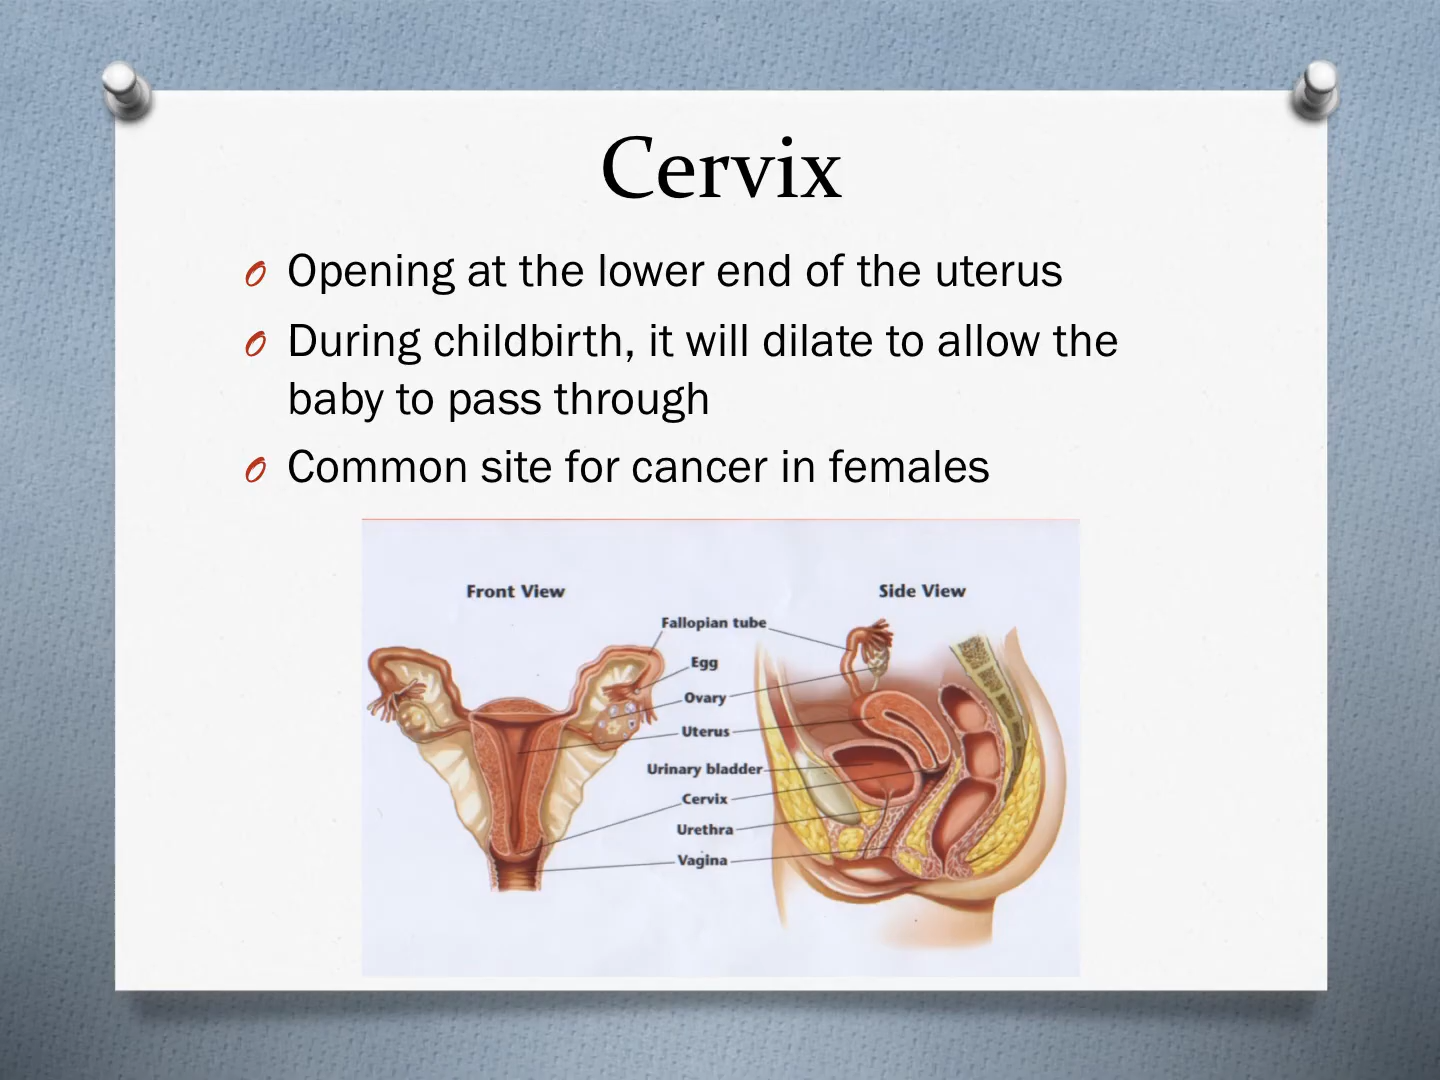 Cervix
Opening at the lower end of the uterus
During childbirth, it will dilate to allow the
baby to pass through
Common site for cancer in females
Front View
Side View
Fallopian tube
Egg
Ovary
Uterus
Urinary bladder
Cervix
Urethra
Vagina